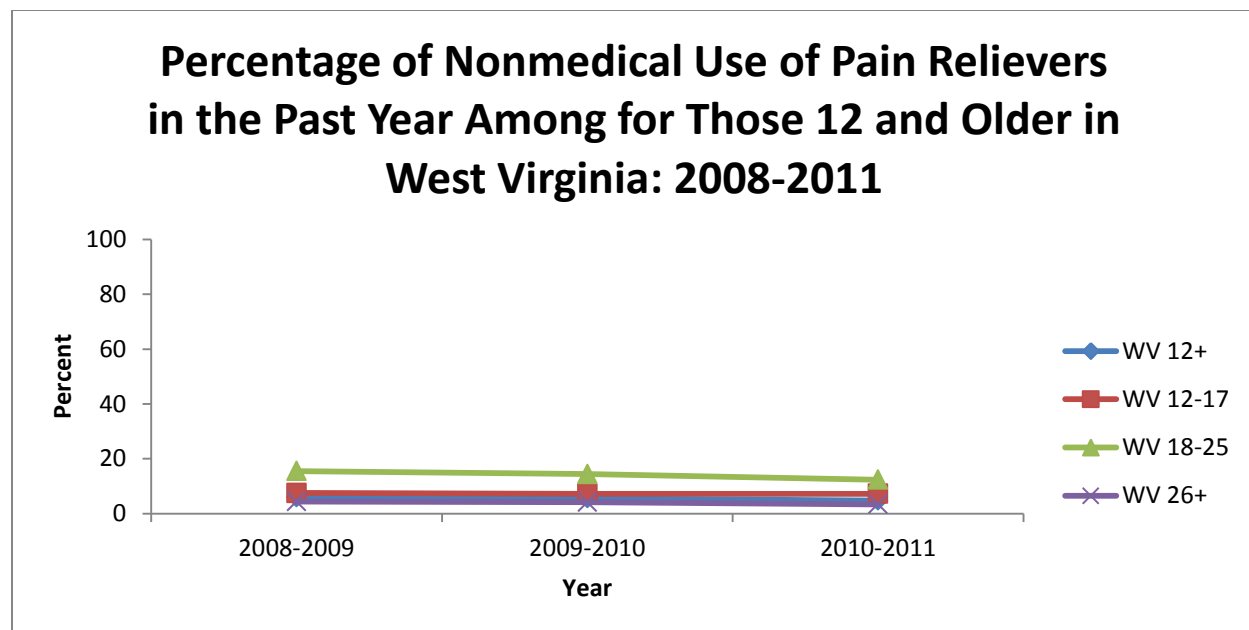 Percentage of Nonmedical Use of Pain Relievers
in the Past Year Among for Those 12 and Older in
West Virginia: 2008-2011
100
80
60
40
20
0
Percent
2008-2009
2009-2010
2010-2011
Year
WV 12+
WV 12-17
WV 18-25
WV 26+